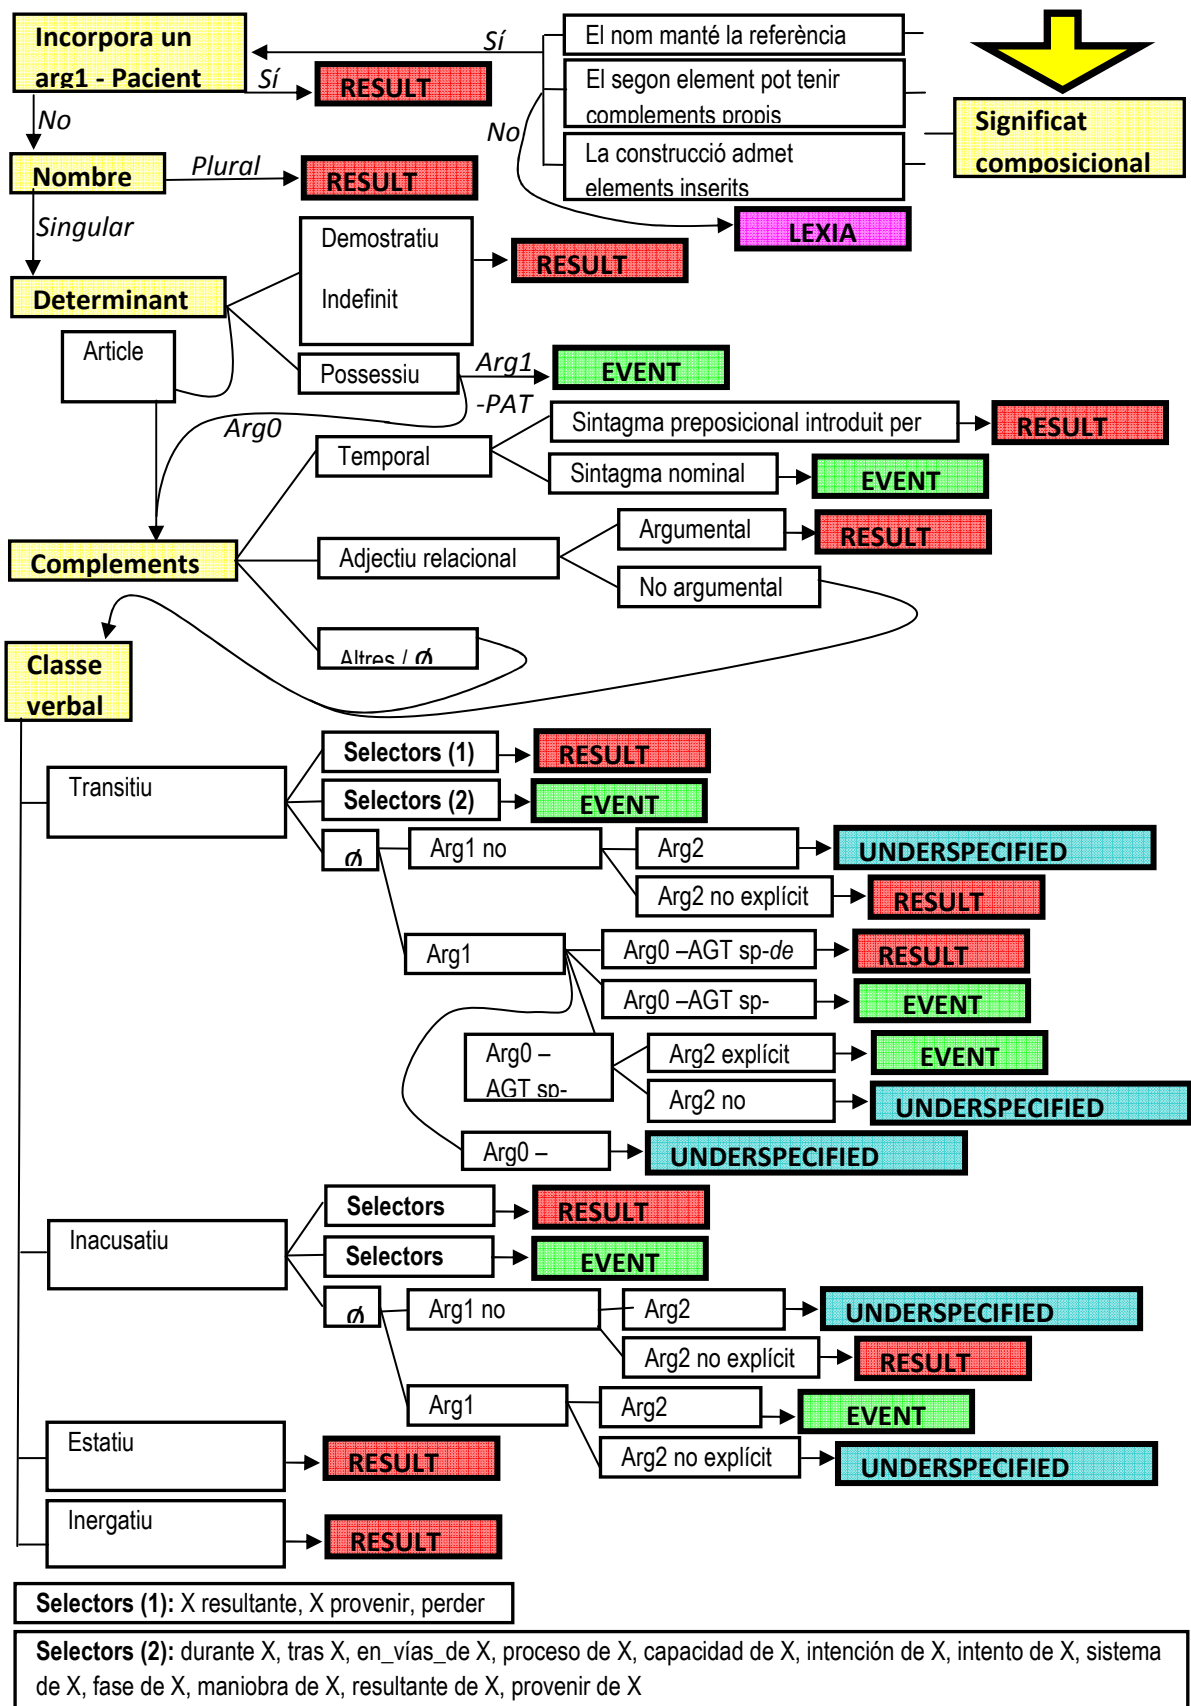 Incorpora un
arg1 - Pacient
Sí
RESULT
Sí
El nom manté la referència
El segon element pot tenir
complements propis
La construcció admet
elements inserits
Significat
composicional
No
LEXIA
No
Nombre
Plural
RESULT
Singular
Determinant
Demostratiu
Indefinit
RESULT
Article
Possessiu
Arg1
-PAT
EVENT
Arg0
Complements
Temporal
Sintagma preposicional introduit per
RESULT
Sintagma nominal
EVENT
Adjectiu relacional
Argumental
RESULT
No argumental
Altres / Ø
Classe
verbal
Transitiu
Selectors (1)
RESULT
Selectors (2)
EVENT
Ø
Arg1 no
Arg2
UNDERSPECIFIED
Arg2 no explícit
RESULT
Arg1
Arg0 –AGT sp-de
RESULT
Arg0 –AGT sp-
EVENT
Arg0 –
AGT sp-
Arg2 explícit
EVENT
Arg2 no
UNDERSPECIFIED
Arg0 –
UNDERSPECIFIED
Inacusatiu
Selectors
RESULT
Selectors
EVENT
Ø
Arg1 no
Arg2
UNDERSPECIFIED
Arg2 no explícit
RESULT
Arg1
Arg2
EVENT
Arg2 no explícit
UNDERSPECIFIED
Estatiu
RESULT
Inergatiu
RESULT
Selectors (1): X resultante, X provenir, perder
Selectors (2): durante X, tras X, en_vías_de X, proceso de X, capacidad de X, intención de X, intento de X, sistema
de X, fase de X, maniobra de X, resultante de X, provenir de X